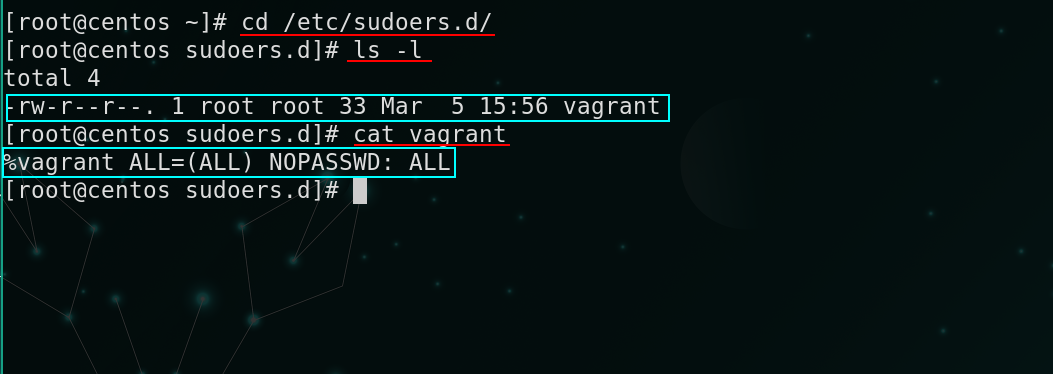 [root@centos ~]# cd /etc/sudoers.d/
[root@centos sudoers.d]# ls -l
total 4
-rw-r--r--. 1 root root 33 Mar  5 15:56 vagrant
[root@centos sudoers.d]# cat vagrant
%vagrant ALL=(ALL) NOPASSWD: ALL
[root@centos sudoers.d]#